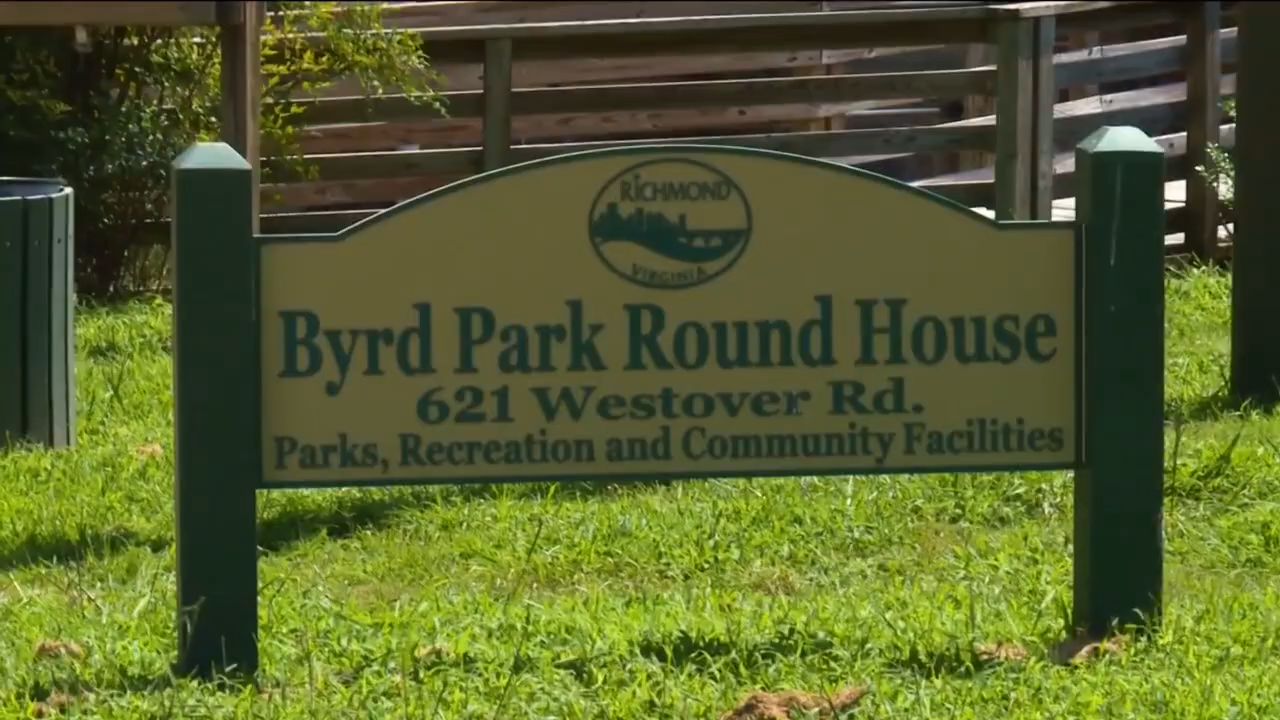 RICHMOND
VIRGINIA
Byrd Park Round House
621 Westover Rd.
Parks, Recreation and Community Facilities